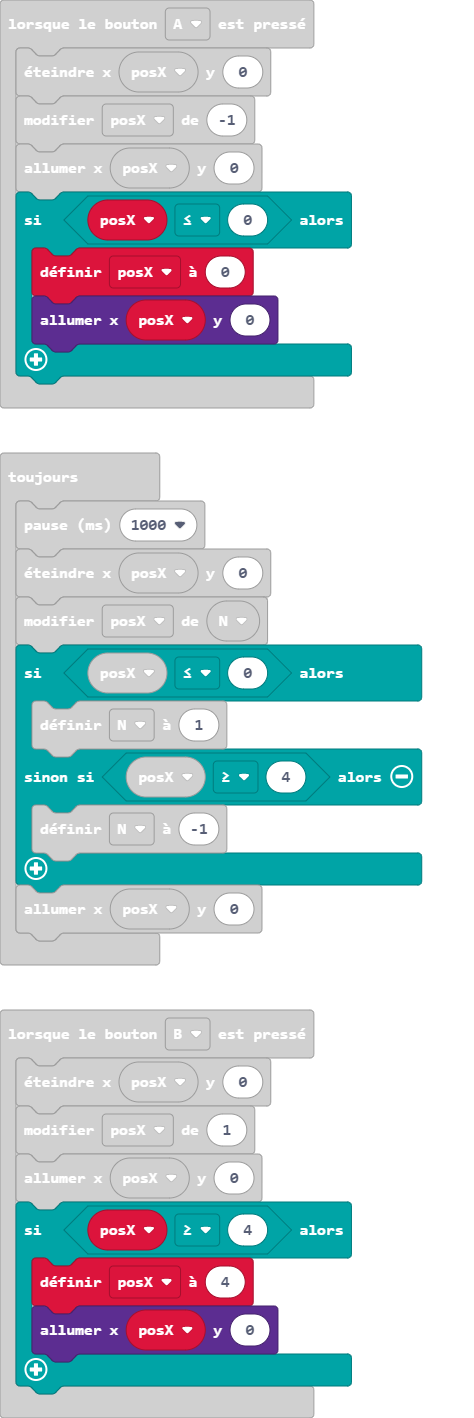 lorsque le bouton A est pressé
éteindre x posX y 0
modifier posX de -1
allumer x posX y 0
si posX ≤ 0 alors
définir posX à 0
allumer x posX y 0
toujours
pause (ms) 1000
éteindre x posX y 0
modifier posX de N
si posX ≤ 0 alors
définir N à 1
sinon si posX ≥ 4 alors
définir N à -1
allumer x posX y 0
lorsque le bouton B est pressé
éteindre x posX y 0
modifier posX de 1
allumer x posX y 0
si posX ≥ 4 alors
définir posX à 4
allumer x posX y 0